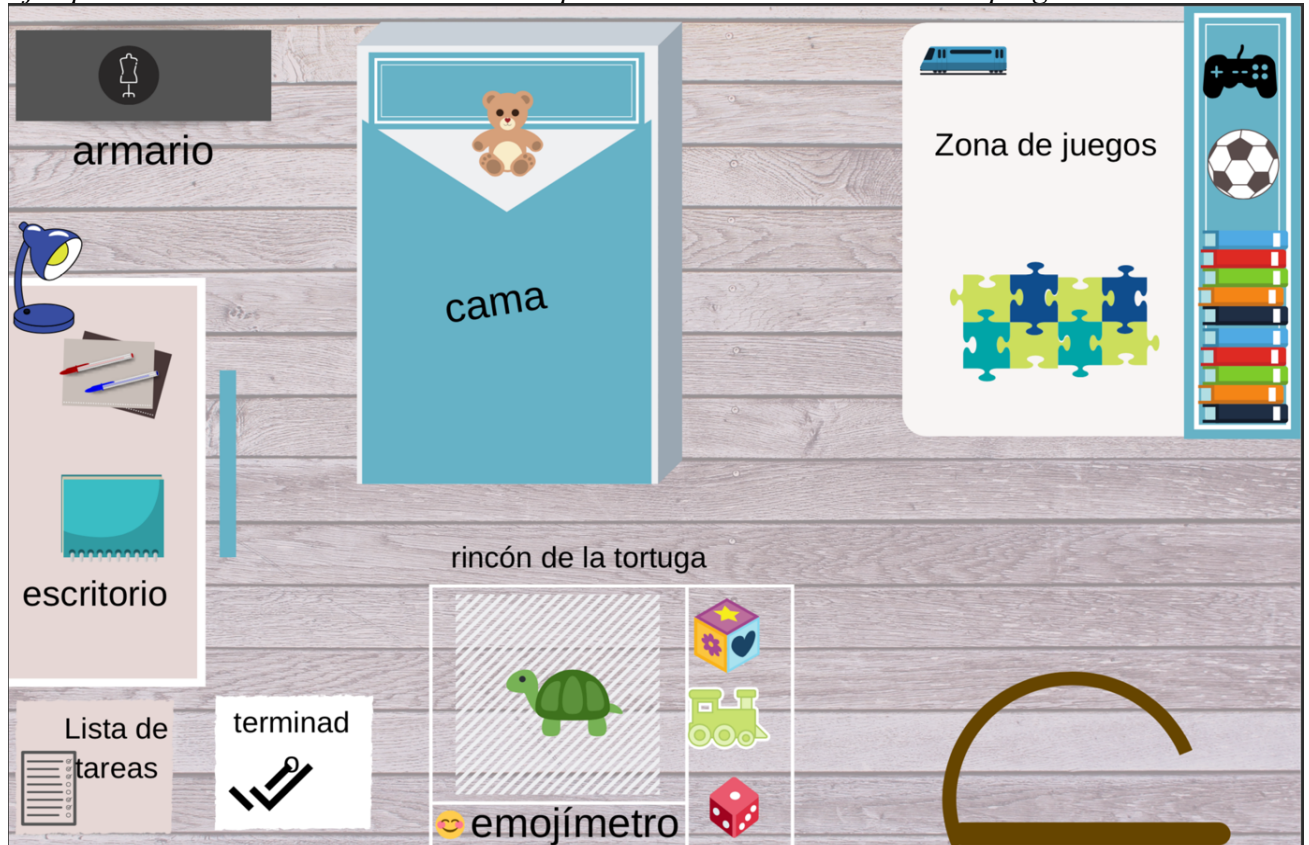 armario
Zona de juegos
cama
rincón de la tortuga
escritorio
Lista de
tareas
terminad
o
emojímetro